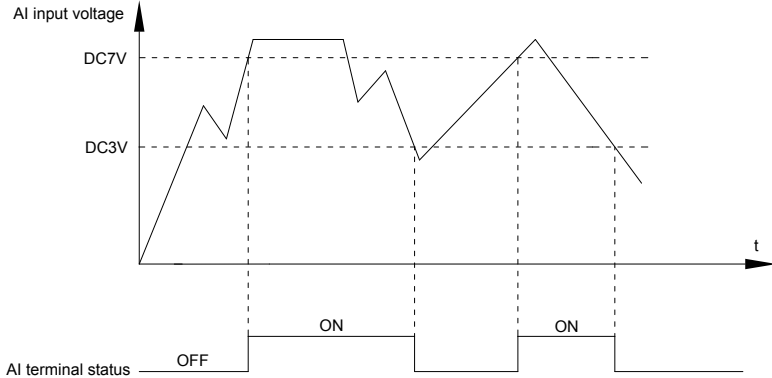 AI input voltage
DC7V
DC3V
t
ON
ON
OFF
AI terminal status